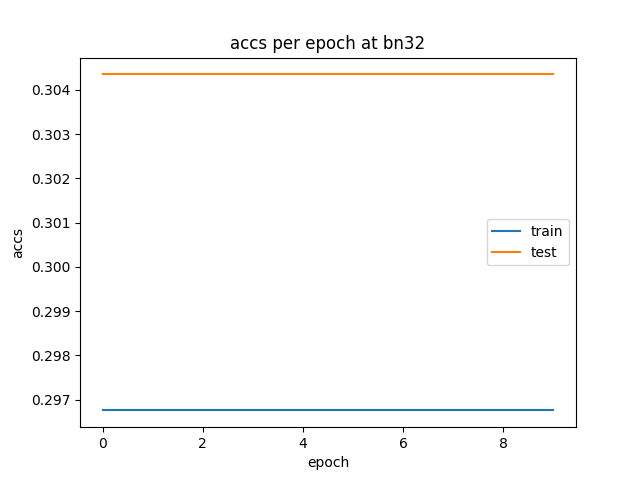 accs per epoch at bn32
0.304
0.303
0.302
0.301
0.300
0.299
0.298
0.297
accs
train
test
0 2 4 6 8
epoch